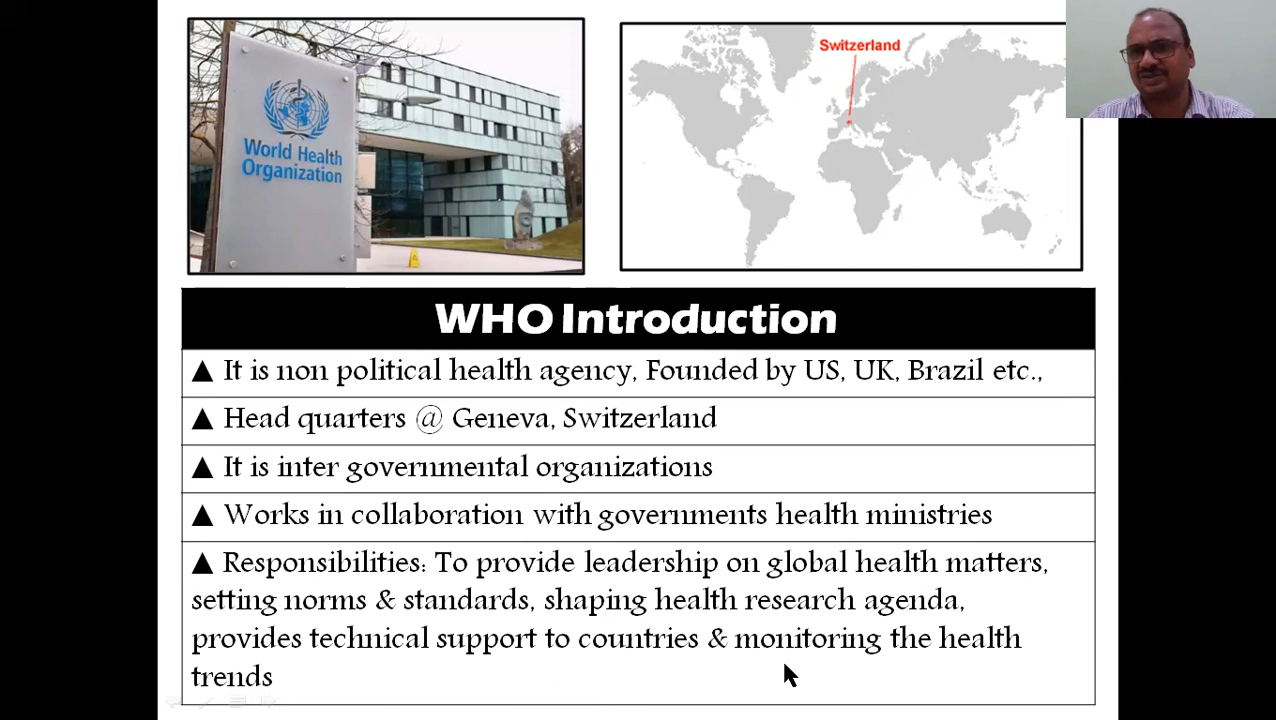 World Health
Organization
Switzerland
WHO Introduction
▲ It is non political health agency, Founded by US, UK, Brazil etc.,
▲ Head quarters @ Geneva, Switzerland
▲ It is inter governmental organizations
▲ Works in collaboration with governments health ministries
▲ Responsibilities: To provide leadership on global health matters,
setting norms & standards, shaping health research agenda,
provides technical support to countries & monitoring the health
trends